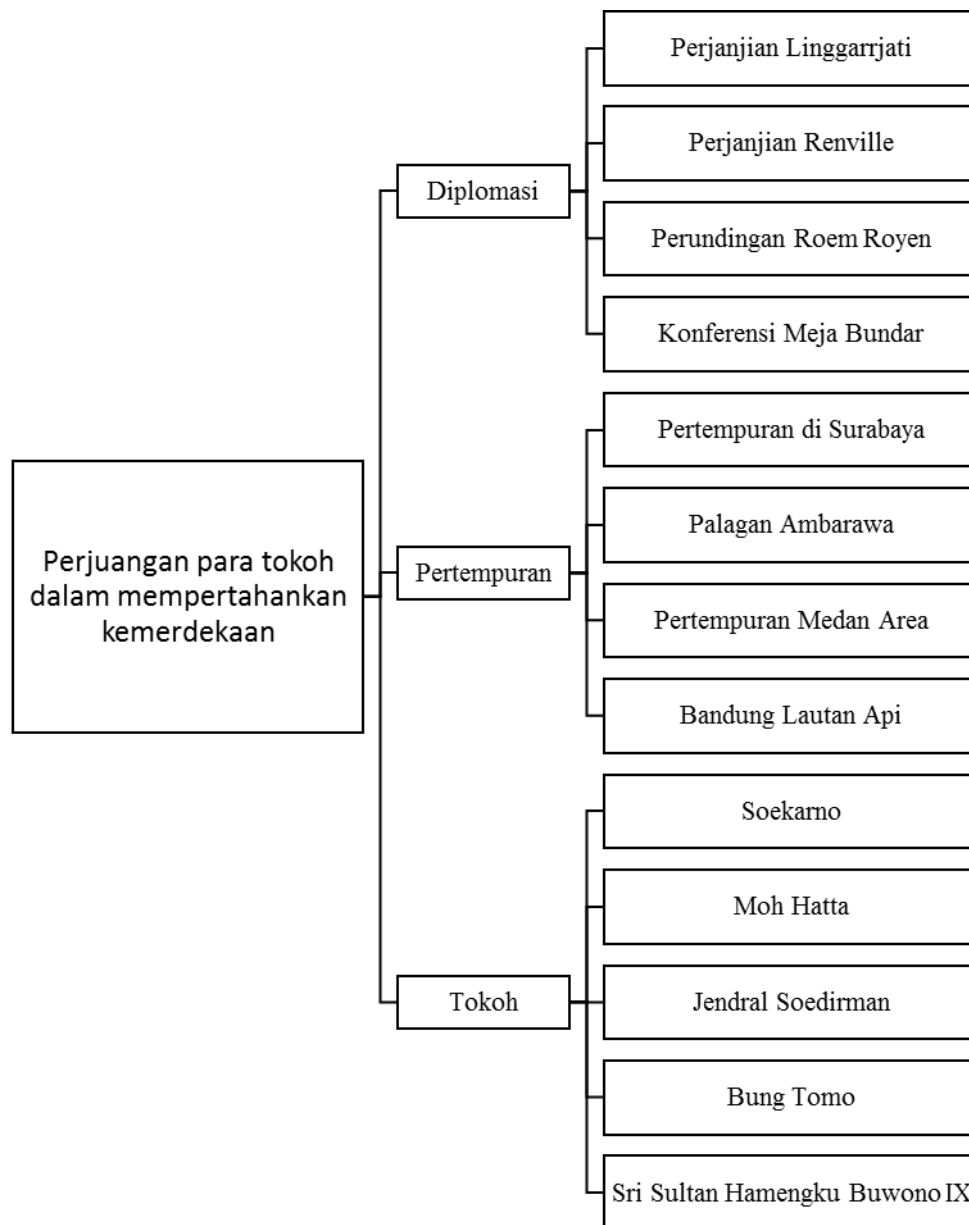 Perjuangan para tokoh
dalam mempertahankan
kemerdekaan
Diplomasi
Perjanjian Linggarrjati
Perjanjian Renville
Perundingan Roem Royen
Konferensi Meja Bundar
Pertempuran
Pertempuran di Surabaya
Palagan Ambarawa
Pertempuran Medan Area
Bandung Lautan Api
Tokoh
Soekarno
Moh Hatta
Jendral Soedirman
Bung Tomo
Sri Sultan Hamengku Buwono IX